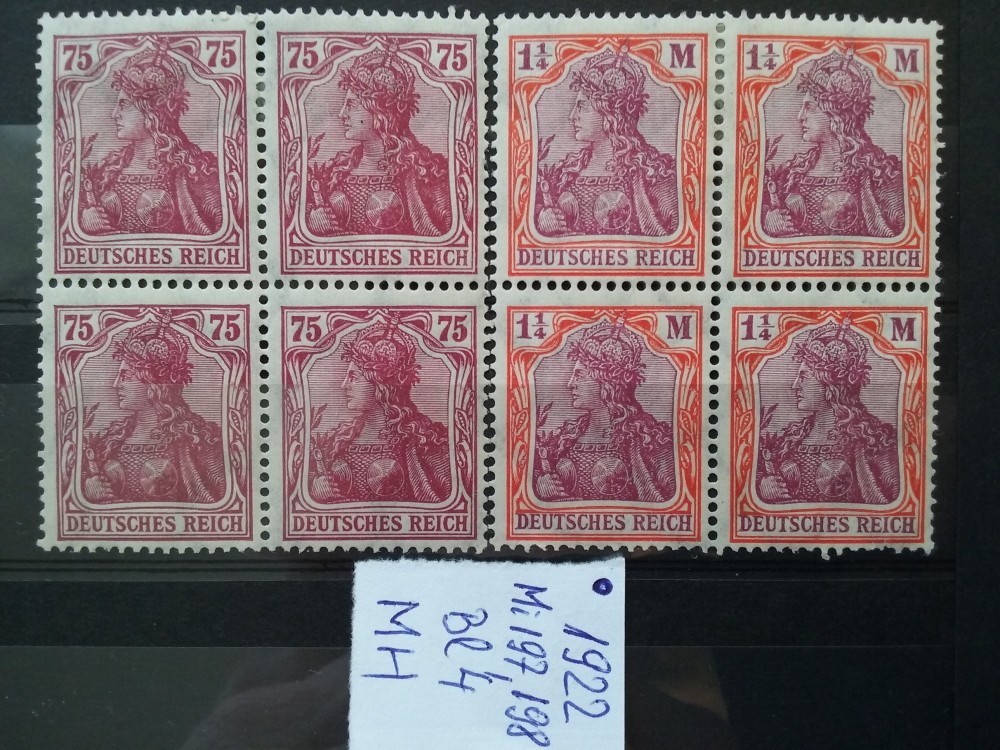 75 75 75 75 1¼ M 1¼ M
DEUTSCHES REICH DEUTSCHES REICH DEUTSCHES REICH DEUTSCHES REICH
75 75 75 75 1¼ M 1¼ M
DEUTSCHES REICH DEUTSCHES REICH DEUTSCHES REICH DEUTSCHES REICH
1922
Mi 197, 198
Bl 4
MH